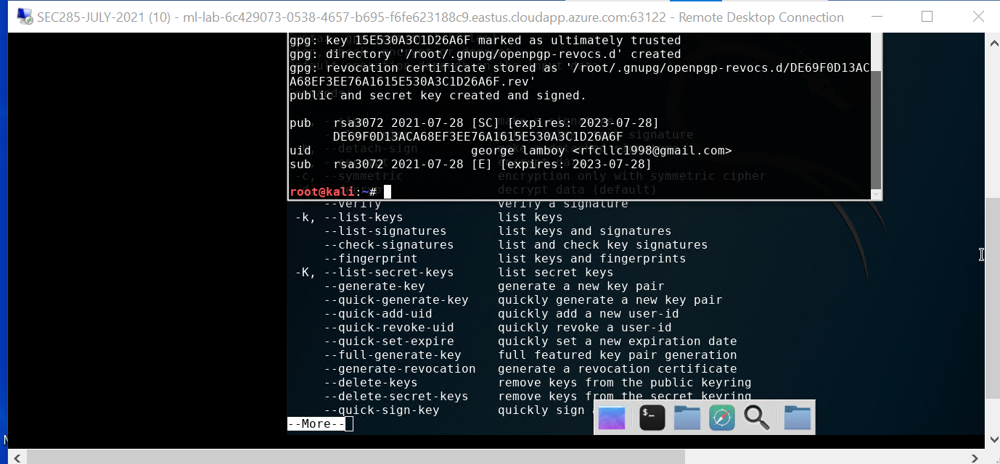 SEC285-JULY-2021 (10) - ml-lab-6c429073-0538-4657-b695-f6fe623188c9.eastus.cloudapp.azure.com:63122 - Remote Desktop Connection
gpg: key 15E530A3C1D26A6F marked as ultimately trusted
gpg: directory '/root/.gnupg/openpgp-revocs.d' created
gpg: revocation certificate stored as '/root/.gnupg/openpgp-revocs.d/DE69F0D13AC
A68EF3EE76A1615E530A3C1D26A6F.rev'
public and secret key created and signed.
pub   rsa3072 2021-07-28 [SC] [expires: 2023-07-28]
DE69F0D13ACA68EF3EE76A1615E530A3C1D26A6F
uid                      george lamboy <rfcllc1998@gmail.com>
sub   rsa3072 2021-07-28 [E] [expires: 2023-07-28]
root@kali:~#
--verify               verify a signature
-k, --list-keys            list keys
--list-signatures      list keys and signatures
--check-signatures     list and check key signatures
--fingerprint          list keys and fingerprints
-K, --list-secret-keys     list secret keys
--generate-key         generate a new key pair
--quick-generate-key   quickly generate a new key pair
--quick-add-uid        quickly add a new user-id
--quick-revoke-uid     quickly revoke a user-id
--quick-set-expire     quickly set a new expiration date
--full-generate-key    full featured key pair generation
--generate-revocation  generate a revocation certificate
--delete-keys          remove keys from the public keyring
--delete-secret-keys   remove keys from the secret keyring
--quick-sign-key       quickly sign
--More--